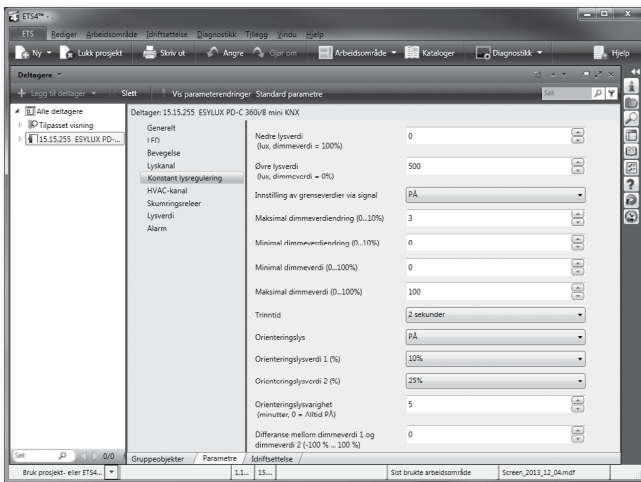 ETS4™ - .
ETS Rediger Arbeidsområde Idriftsettelse Diagnostikk Tillegg Vindu Hjelp
Ny Lukk prosjekt Skriv ut Angre Gjør om Arbeidsområde Kataloger Diagnostikk Hjelp
Deltagere
Legg til deltager Slett Vis parameterendringer Standard parametre Søk
Alle deltagere
Tilpasset visning
15.15.255 ESYLUX PD-...
Deltager: 15.15.255 ESYLUX PD-C 360i/8 mini KNX
Generelt
LED
Bevegelse
Lyskanal
Konstant lysregulering
HVAC-kanal
Skumringsreleer
Lysverdi
Alarm
Nedre lysverdi
(lux, dimmeverdi = 100%)
0
Øvre lysverdi
(lux, dimmeverdi = 0%)
500
Innstilling av grenseverdier via signal
PÅ
Maksimal dimmeverdiendring (0...10%)
3
Minimal dimmeverdiendring (0...10%)
0
Minimal dimmeverdi (0...100%)
0
Maksimal dimmeverdi (0...100%)
100
Trinntid
2 sekunder
Orienteringslys
PÅ
Orienteringslysverdi 1 (%)
10%
Orienteringslysverdi 2 (%)
25%
Orienteringslysvarighet
(minutter, 0 = Alltid PÅ)
5
Differanse mellom dimmeverdi 1 og
dimmeverdi 2 (-100 % ... 100 %)
0
Søk 0/0
Gruppeobjekter Parametre Idriftsettelse
Bruk prosjekt- eller ETS4... 1.1... 15.... Sist brukte arbeidsområde Screen_2013_12_04.mdf